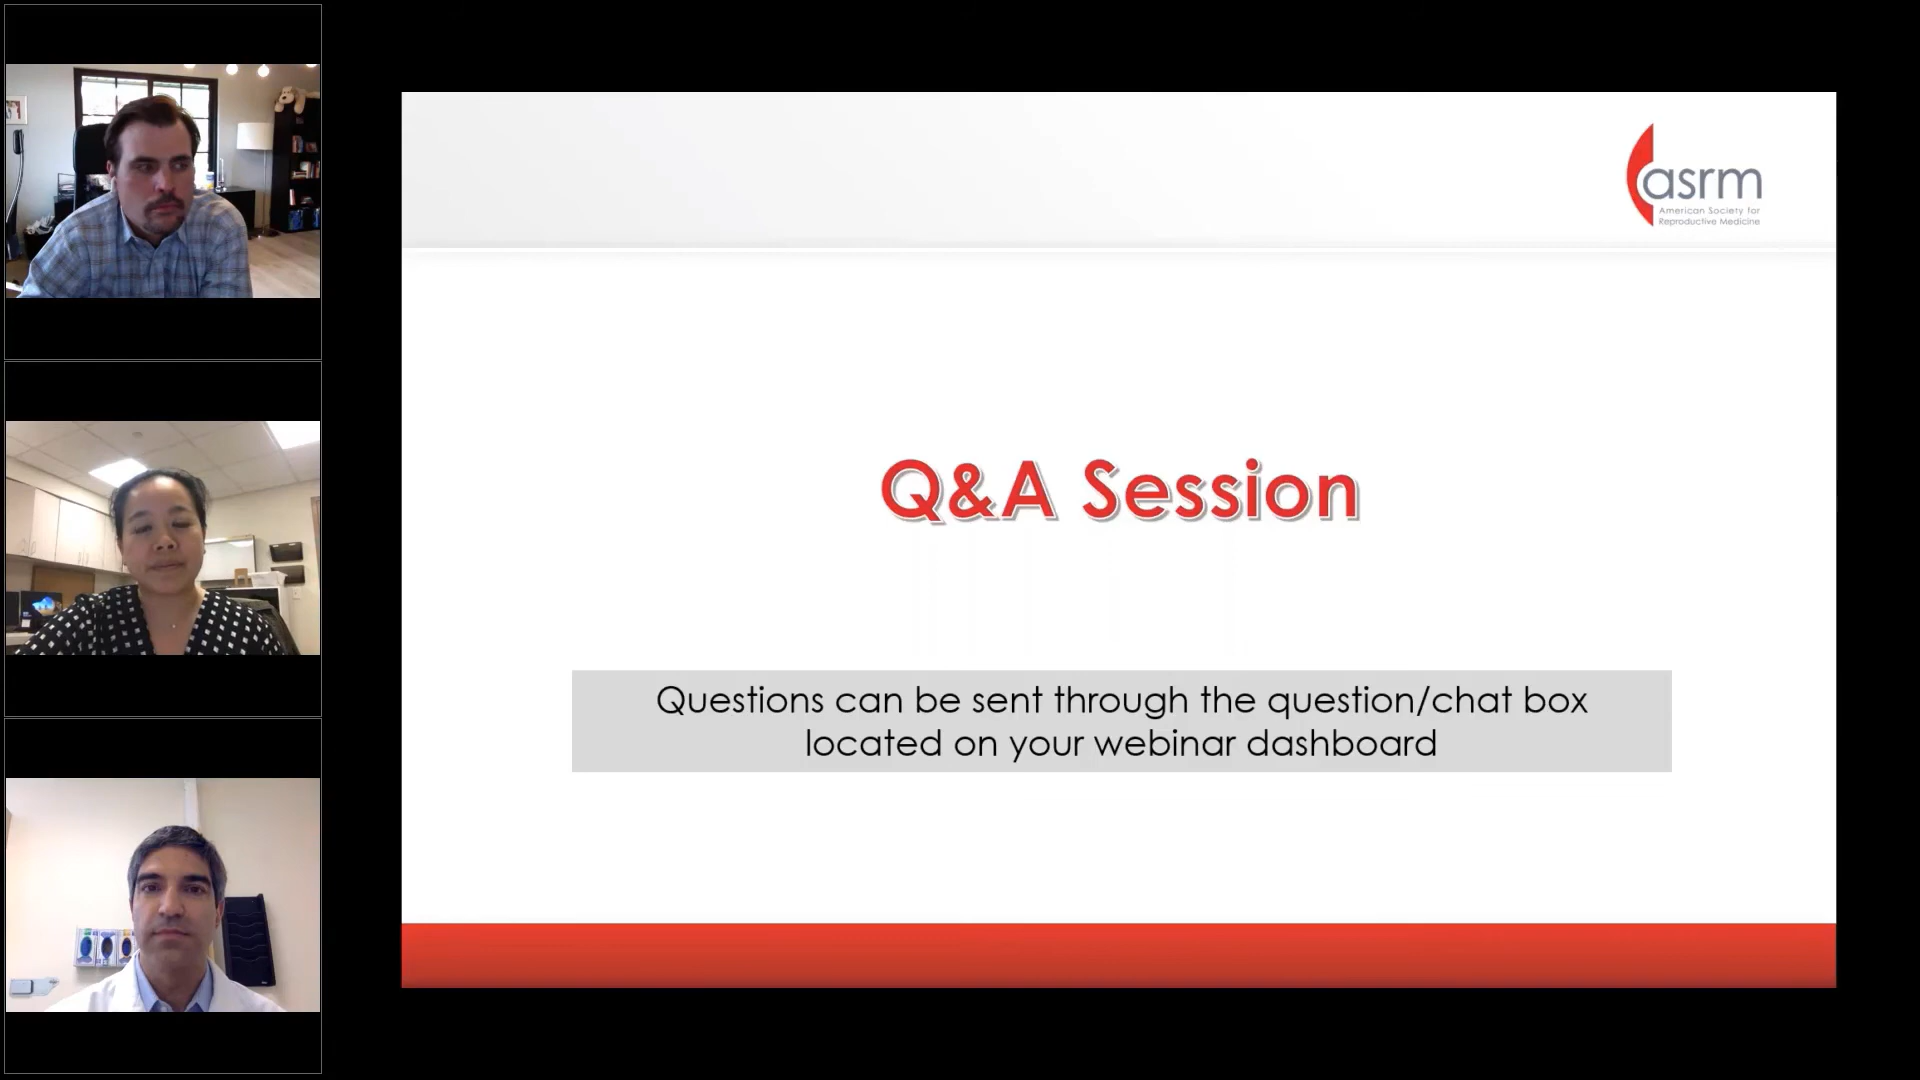 asrm
American Society for
Reproductive Medicine
Q&A Session
Questions can be sent through the question/chat box
located on your webinar dashboard